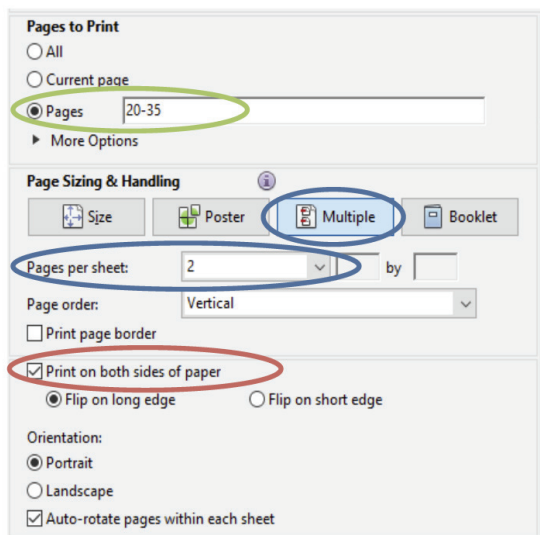 Pages to Print
All
Current page
Pages 20-35
More Options
Page Sizing & Handling i
Size Poster Multiple Booklet
Pages per sheet: 2 by
Page order: Vertical
Print page border
Print on both sides of paper
Flip on long edge Flip on short edge
Orientation:
Portrait
Landscape
Auto-rotate pages within each sheet